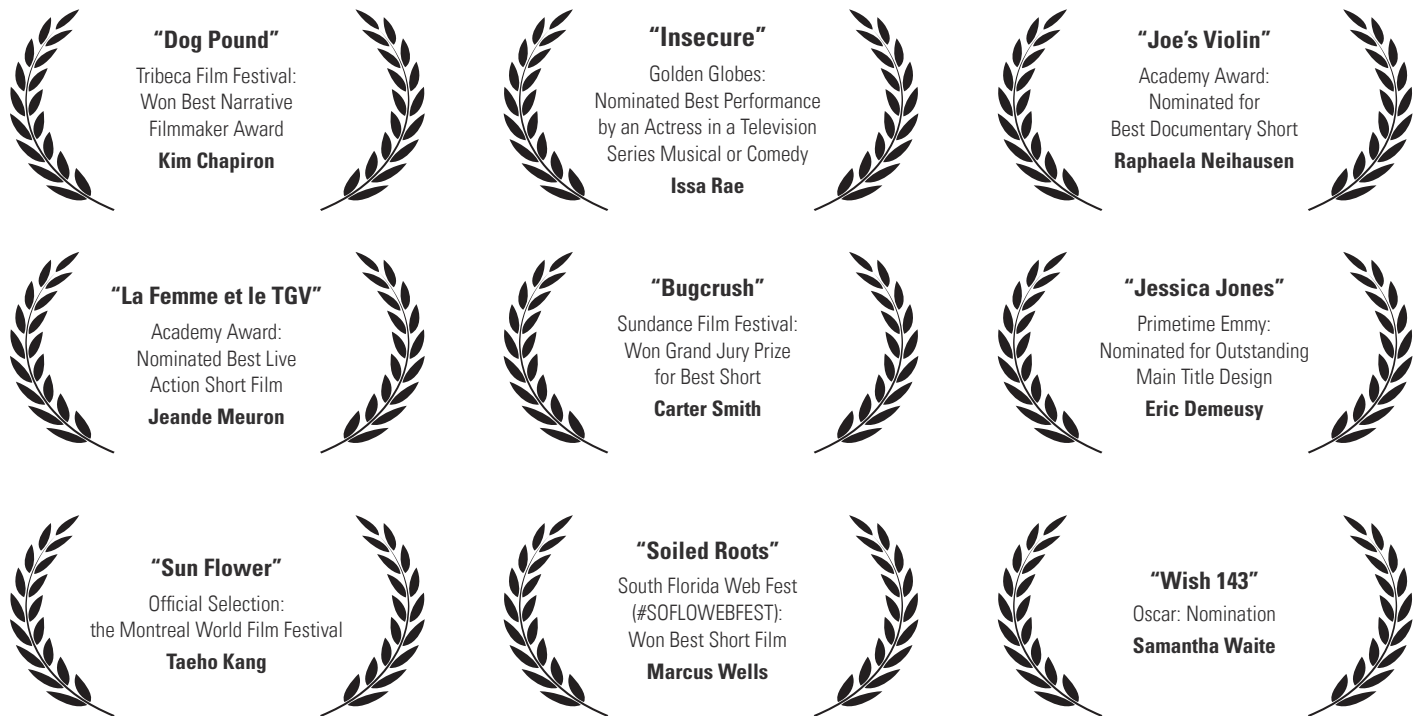 “Dog Pound”
Tribeca Film Festival:
Won Best Narrative
Filmmaker Award
Kim Chapiron
“Insecure”
Golden Globes:
Nominated Best Performance
by an Actress in a Television
Series Musical or Comedy
Issa Rae
“Joe’s Violin”
Academy Award:
Nominated for
Best Documentary Short
Raphaela Neihausen
“La Femme et le TGV”
Academy Award:
Nominated Best Live
Action Short Film
Jeande Meuron
“Bugcrush”
Sundance Film Festival:
Won Grand Jury Prize
for Best Short
Carter Smith
“Jessica Jones”
Primetime Emmy:
Nominated for Outstanding
Main Title Design
Eric Demeusy
“Sun Flower”
Official Selection:
the Montreal World Film Festival
Taeho Kang
“Soiled Roots”
South Florida Web Fest
(#SOFLOWEBFEST):
Won Best Short Film
Marcus Wells
“Wish 143”
Oscar: Nomination
Samantha Waite